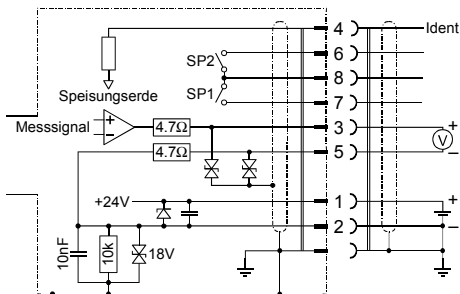 4 Ident
SP2 6
8
Speisungserde SP1 7
Messsignal + − 4.7Ω 3 + V
4.7Ω 5 −
+24V 1 +
2 −
10nF 10k 18V